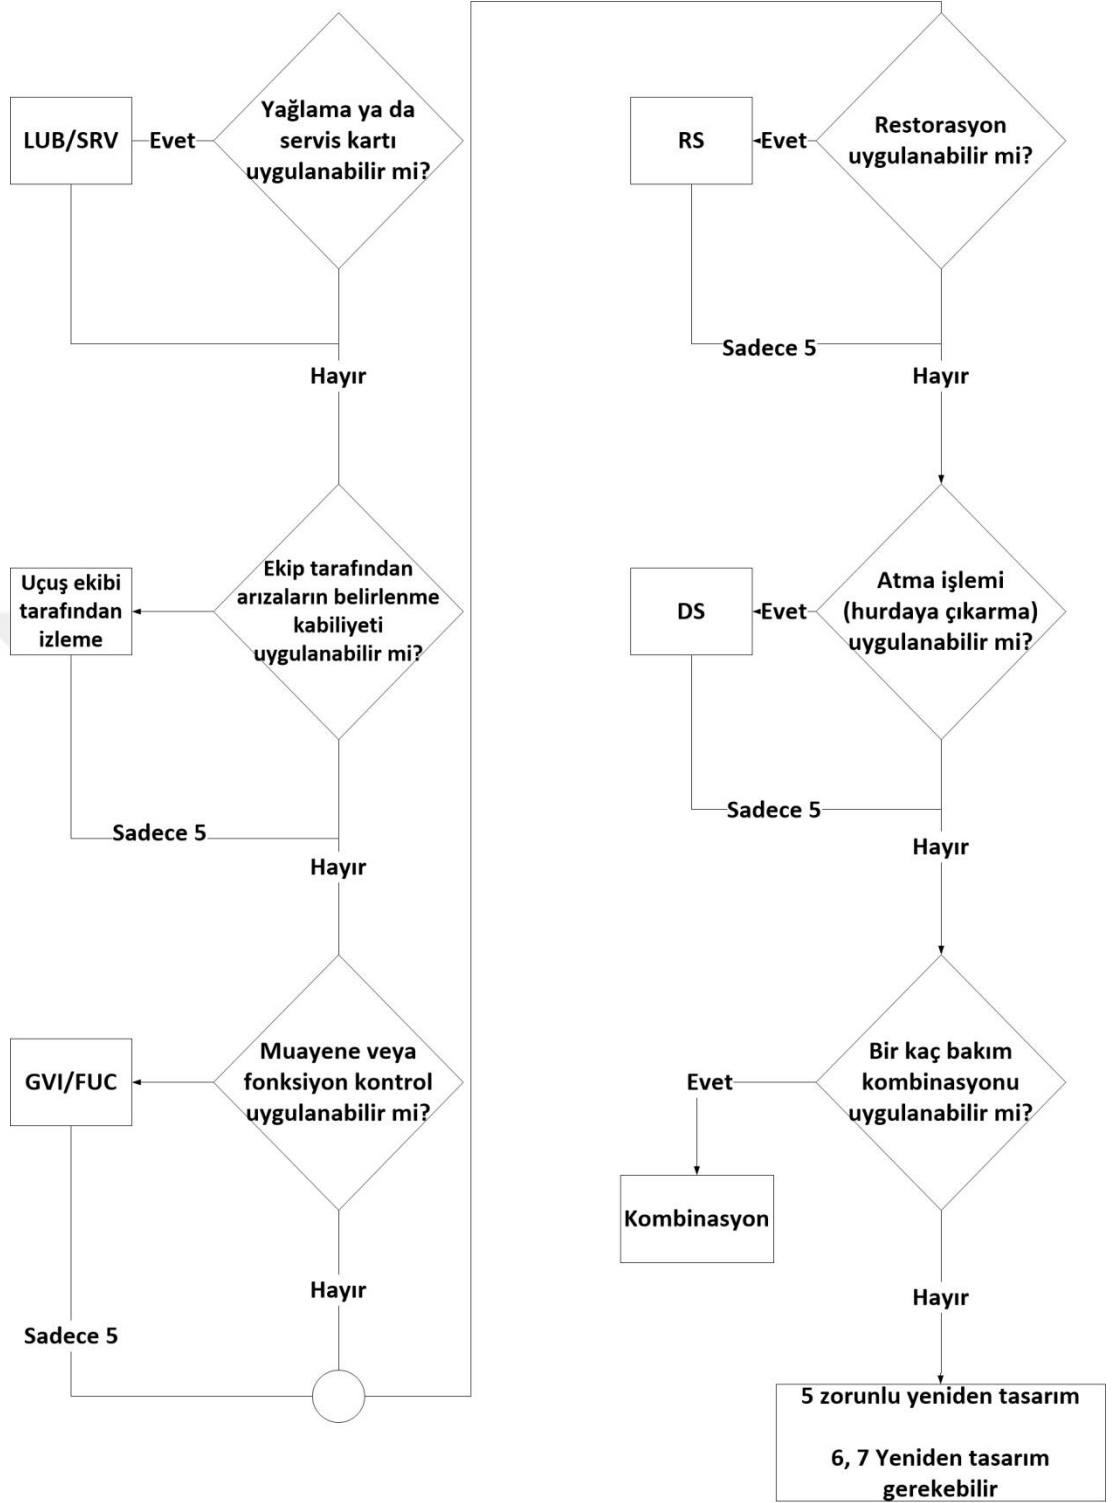 Yağlama ya da
servis kartı
uygulanabilir mi?
LUB/SRV
Evet
Hayır
Ekip tarafından
arızaların belirlenme
kabiliyeti
uygulanabilir mi?
Uçuş ekibi
tarafından
izleme
Sadece 5
Hayır
Muayene veya
fonksiyon kontrol
uygulanabilir mi?
GVI/FUC
Hayır
Sadece 5
Restorasyon
uygulanabilir mi?
RS
Evet
Sadece 5
Hayır
Atma işlemi
(hurdaya çıkarma)
uygulanabilir mi?
DS
Evet
Sadece 5
Hayır
Bir kaç bakım
kombinasyonu
uygulanabilir mi?
Evet
Kombinasyon
Hayır
5 zorunlu yeniden tasarım
6, 7 Yeniden tasarım
gerekebilir